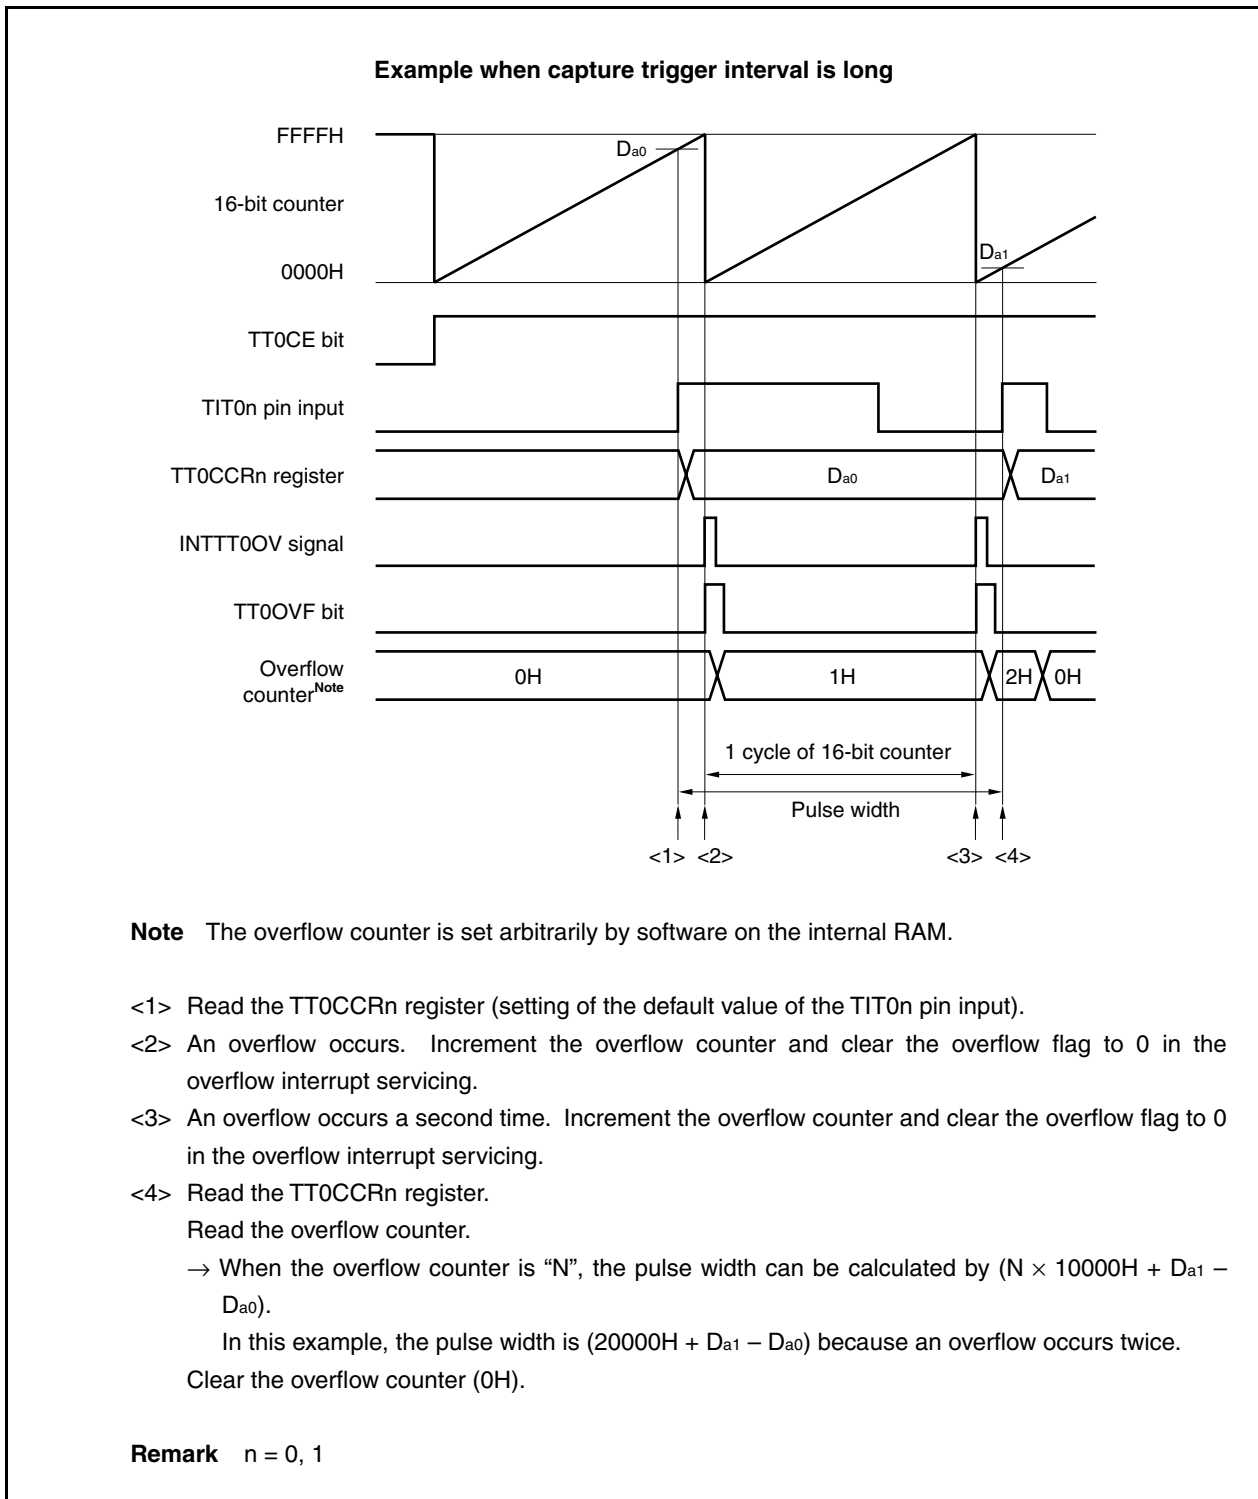 Example when capture trigger interval is long
FFFFH
Da0
16-bit counter
Da1
0000H
TT0CE bit
TIT0n pin input
TT0CCRn register
Da0
Da1
INTTT0OV signal
TT0OVF bit
Overflow
counterNote
0H
1H
2H
0H
1 cycle of 16-bit counter
Pulse width
<1> <2> <3> <4>
Note The overflow counter is set arbitrarily by software on the internal RAM.
<1> Read the TT0CCRn register (setting of the default value of the TIT0n pin input).
<2> An overflow occurs. Increment the overflow counter and clear the overflow flag to 0 in the
overflow interrupt servicing.
<3> An overflow occurs a second time. Increment the overflow counter and clear the overflow flag to 0
in the overflow interrupt servicing.
<4> Read the TT0CCRn register.
Read the overflow counter.
→ When the overflow counter is “N”, the pulse width can be calculated by (N × 10000H + Da1 –
Da0).
In this example, the pulse width is (20000H + Da1 – Da0) because an overflow occurs twice.
Clear the overflow counter (0H).
Remark n = 0, 1